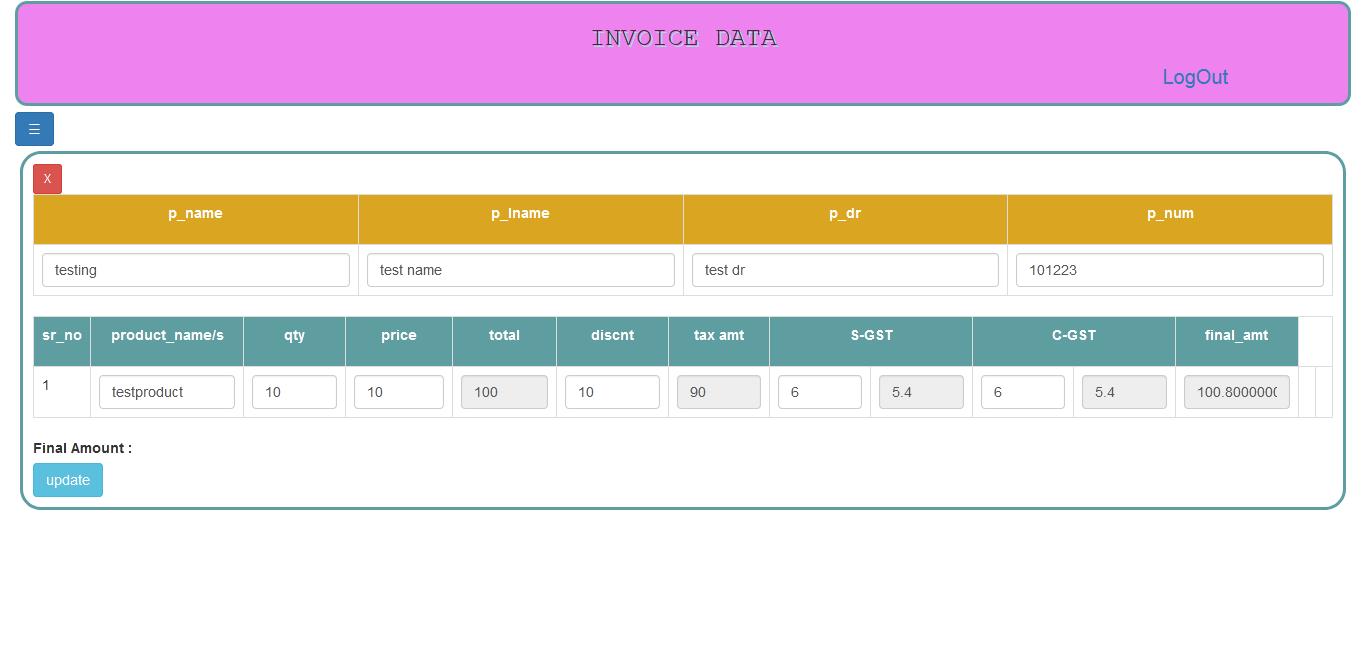 INVOICE DATA
LogOut
☰
X
p_name p_lname p_dr p_num
testing test name test dr 101223
sr_no product_name/s qty price total discnt tax amt S-GST C-GST final_amt
1 testproduct 10 10 100 10 90 6 5.4 6 5.4 100.8000000
Final Amount :
update